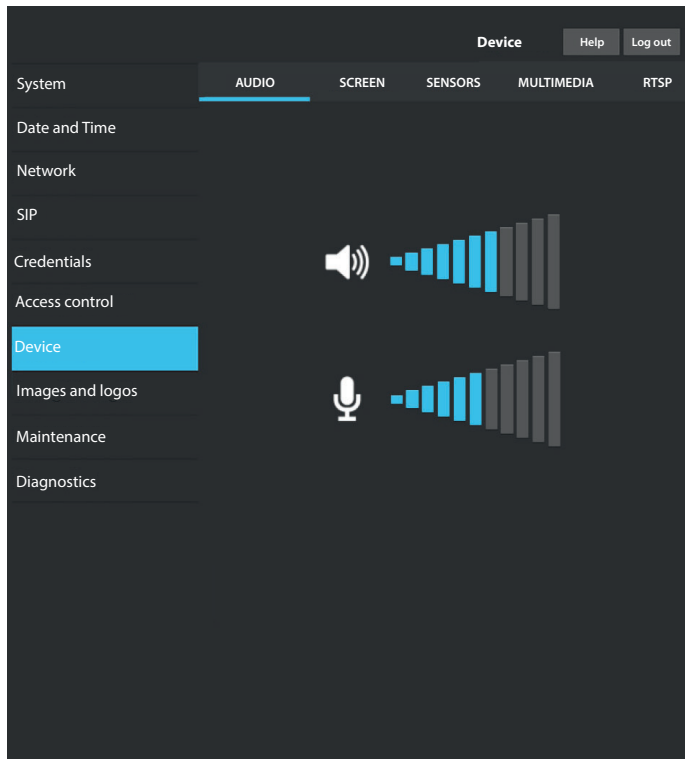 Device
Help
Log out
System
AUDIO
SCREEN
SENSORS
MULTIMEDIA
RTSP
Date and Time
Network
SIP
Credentials
Access control
Device
Images and logos
Maintenance
Diagnostics